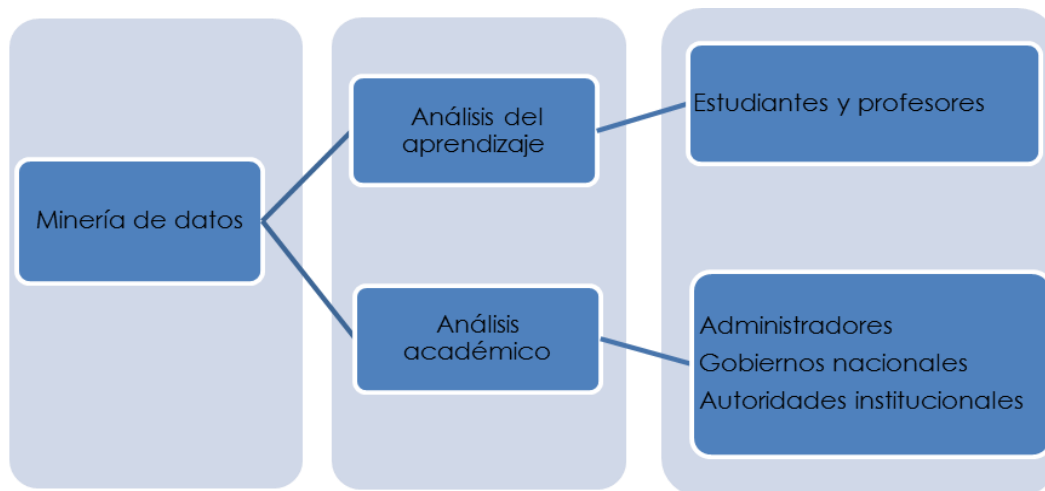 Minería de datos
Análisis del
aprendizaje
Análisis
académico
Estudiantes y profesores
Administradores
Gobiernos nacionales
Autoridades institucionales